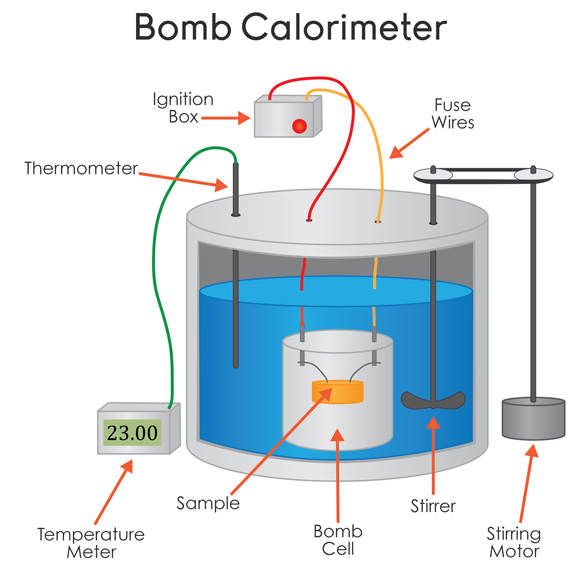 Bomb Calorimeter
Ignition
Box
Fuse
Wires
Thermometer
23.00
Sample
Stirrer
Temperature
Meter
Bomb
Cell
Stirring
Motor